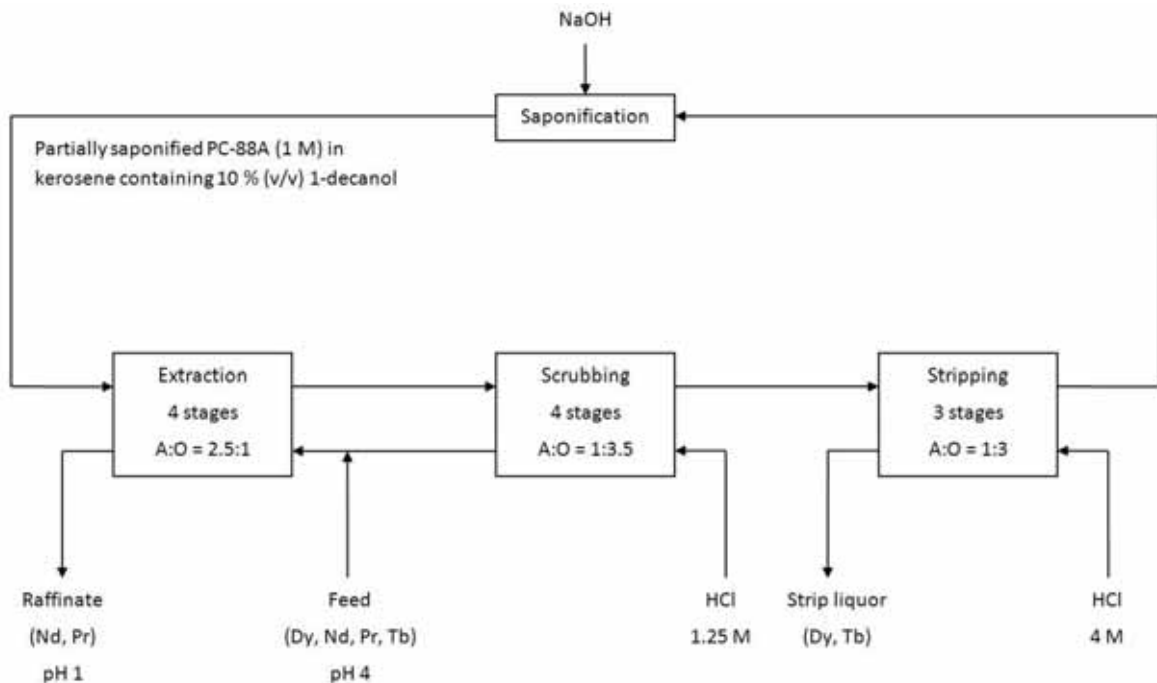 NaOH
Saponification
Partially saponified PC-88A (1 M) in
kerosene containing 10 % (v/v) 1-decanol
Extraction
4 stages
A:O = 2.5:1
Scrubbing
4 stages
A:O = 1:3.5
Stripping
3 stages
A:O = 1:3
Raffinate
(Nd, Pr)
pH 1
Feed
(Dy, Nd, Pr, Tb)
pH 4
HCl
1.25 M
Strip liquor
(Dy, Tb)
HCl
4 M